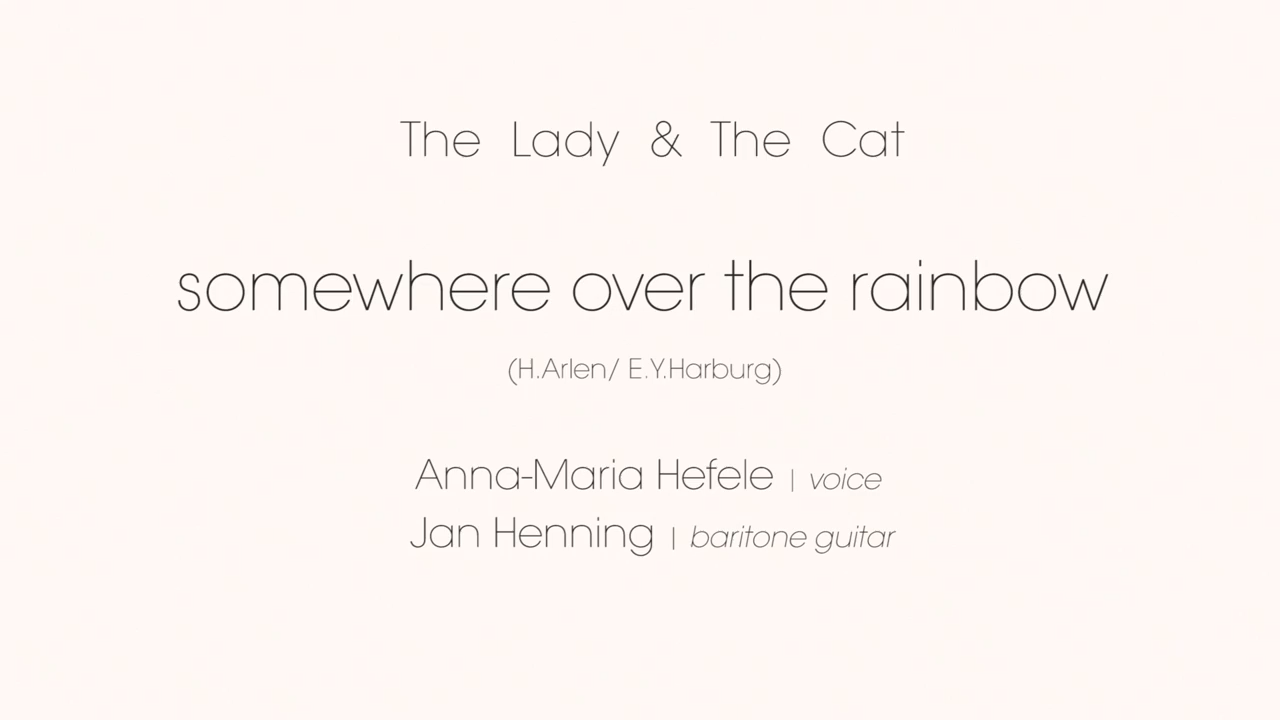 The Lady & The Cat
somewhere over the rainbow
(H.Arlen/ E.Y.Harburg)
Anna-Maria Hefele | voice
Jan Henning | baritone guitar